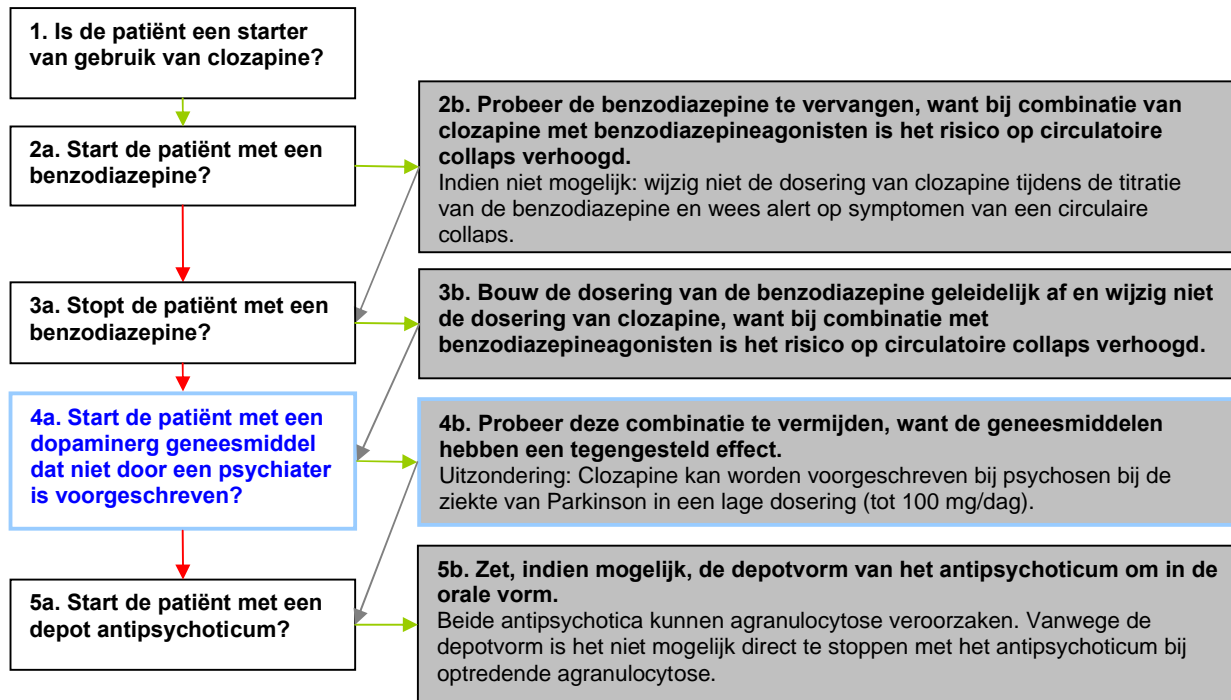 1. Is de patiënt een starter
van gebruik van clozapine?
2a. Start de patiënt met een
benzodiazepine?
2b. Probeer de benzodiazepine te vervangen, want bij combinatie van
clozapine met benzodiazepineagonisten is het risico op circulatoire
collaps verhoogd.
Indien niet mogelijk: wijzig niet de dosering van clozapine tijdens de titratie
van de benzodiazepine en wees alert op symptomen van een circulaire
collaps.
3a. Stopt de patiënt met een
benzodiazepine?
3b. Bouw de dosering van de benzodiazepine geleidelijk af en wijzig niet
de dosering van clozapine, want bij combinatie met
benzodiazepineagonisten is het risico op circulatoire collaps verhoogd.
4a. Start de patiënt met een
dopaminerg geneesmiddel
dat niet door een psychiater
is voorgeschreven?
4b. Probeer deze combinatie te vermijden, want de geneesmiddelen
hebben een tegengesteld effect.
Uitzondering: Clozapine kan worden voorgeschreven bij psychosen bij de
ziekte van Parkinson in een lage dosering (tot 100 mg/dag).
5a. Start de patiënt met een
depot antipsychoticum?
5b. Zet, indien mogelijk, de depotvorm van het antipsychoticum om in de
orale vorm.
Beide antipsychotica kunnen agranulocytose veroorzaken. Vanwege de
depotvorm is het niet mogelijk direct te stoppen met het antipsychoticum bij
optredende agranulocytose.